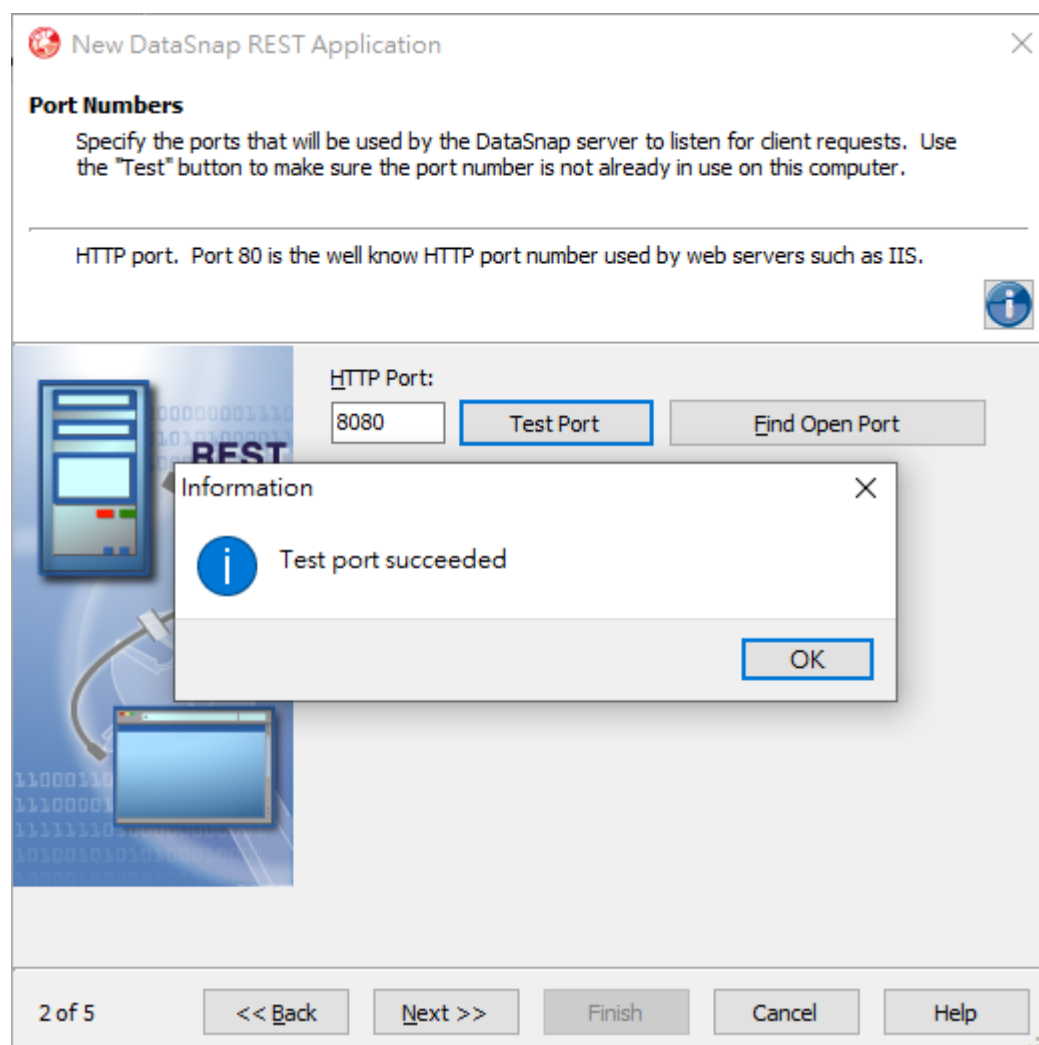 New DataSnap REST Application
Port Numbers
Specify the ports that will be used by the DataSnap server to listen for client requests.  Use
the "Test" button to make sure the port number is not already in use on this computer.
HTTP port.  Port 80 is the well know HTTP port number used by web servers such as IIS.
HTTP Port:
8080
Test Port
Find Open Port
REST
Information
Test port succeeded
OK
2 of 5
<< Back
Next >>
Finish
Cancel
Help